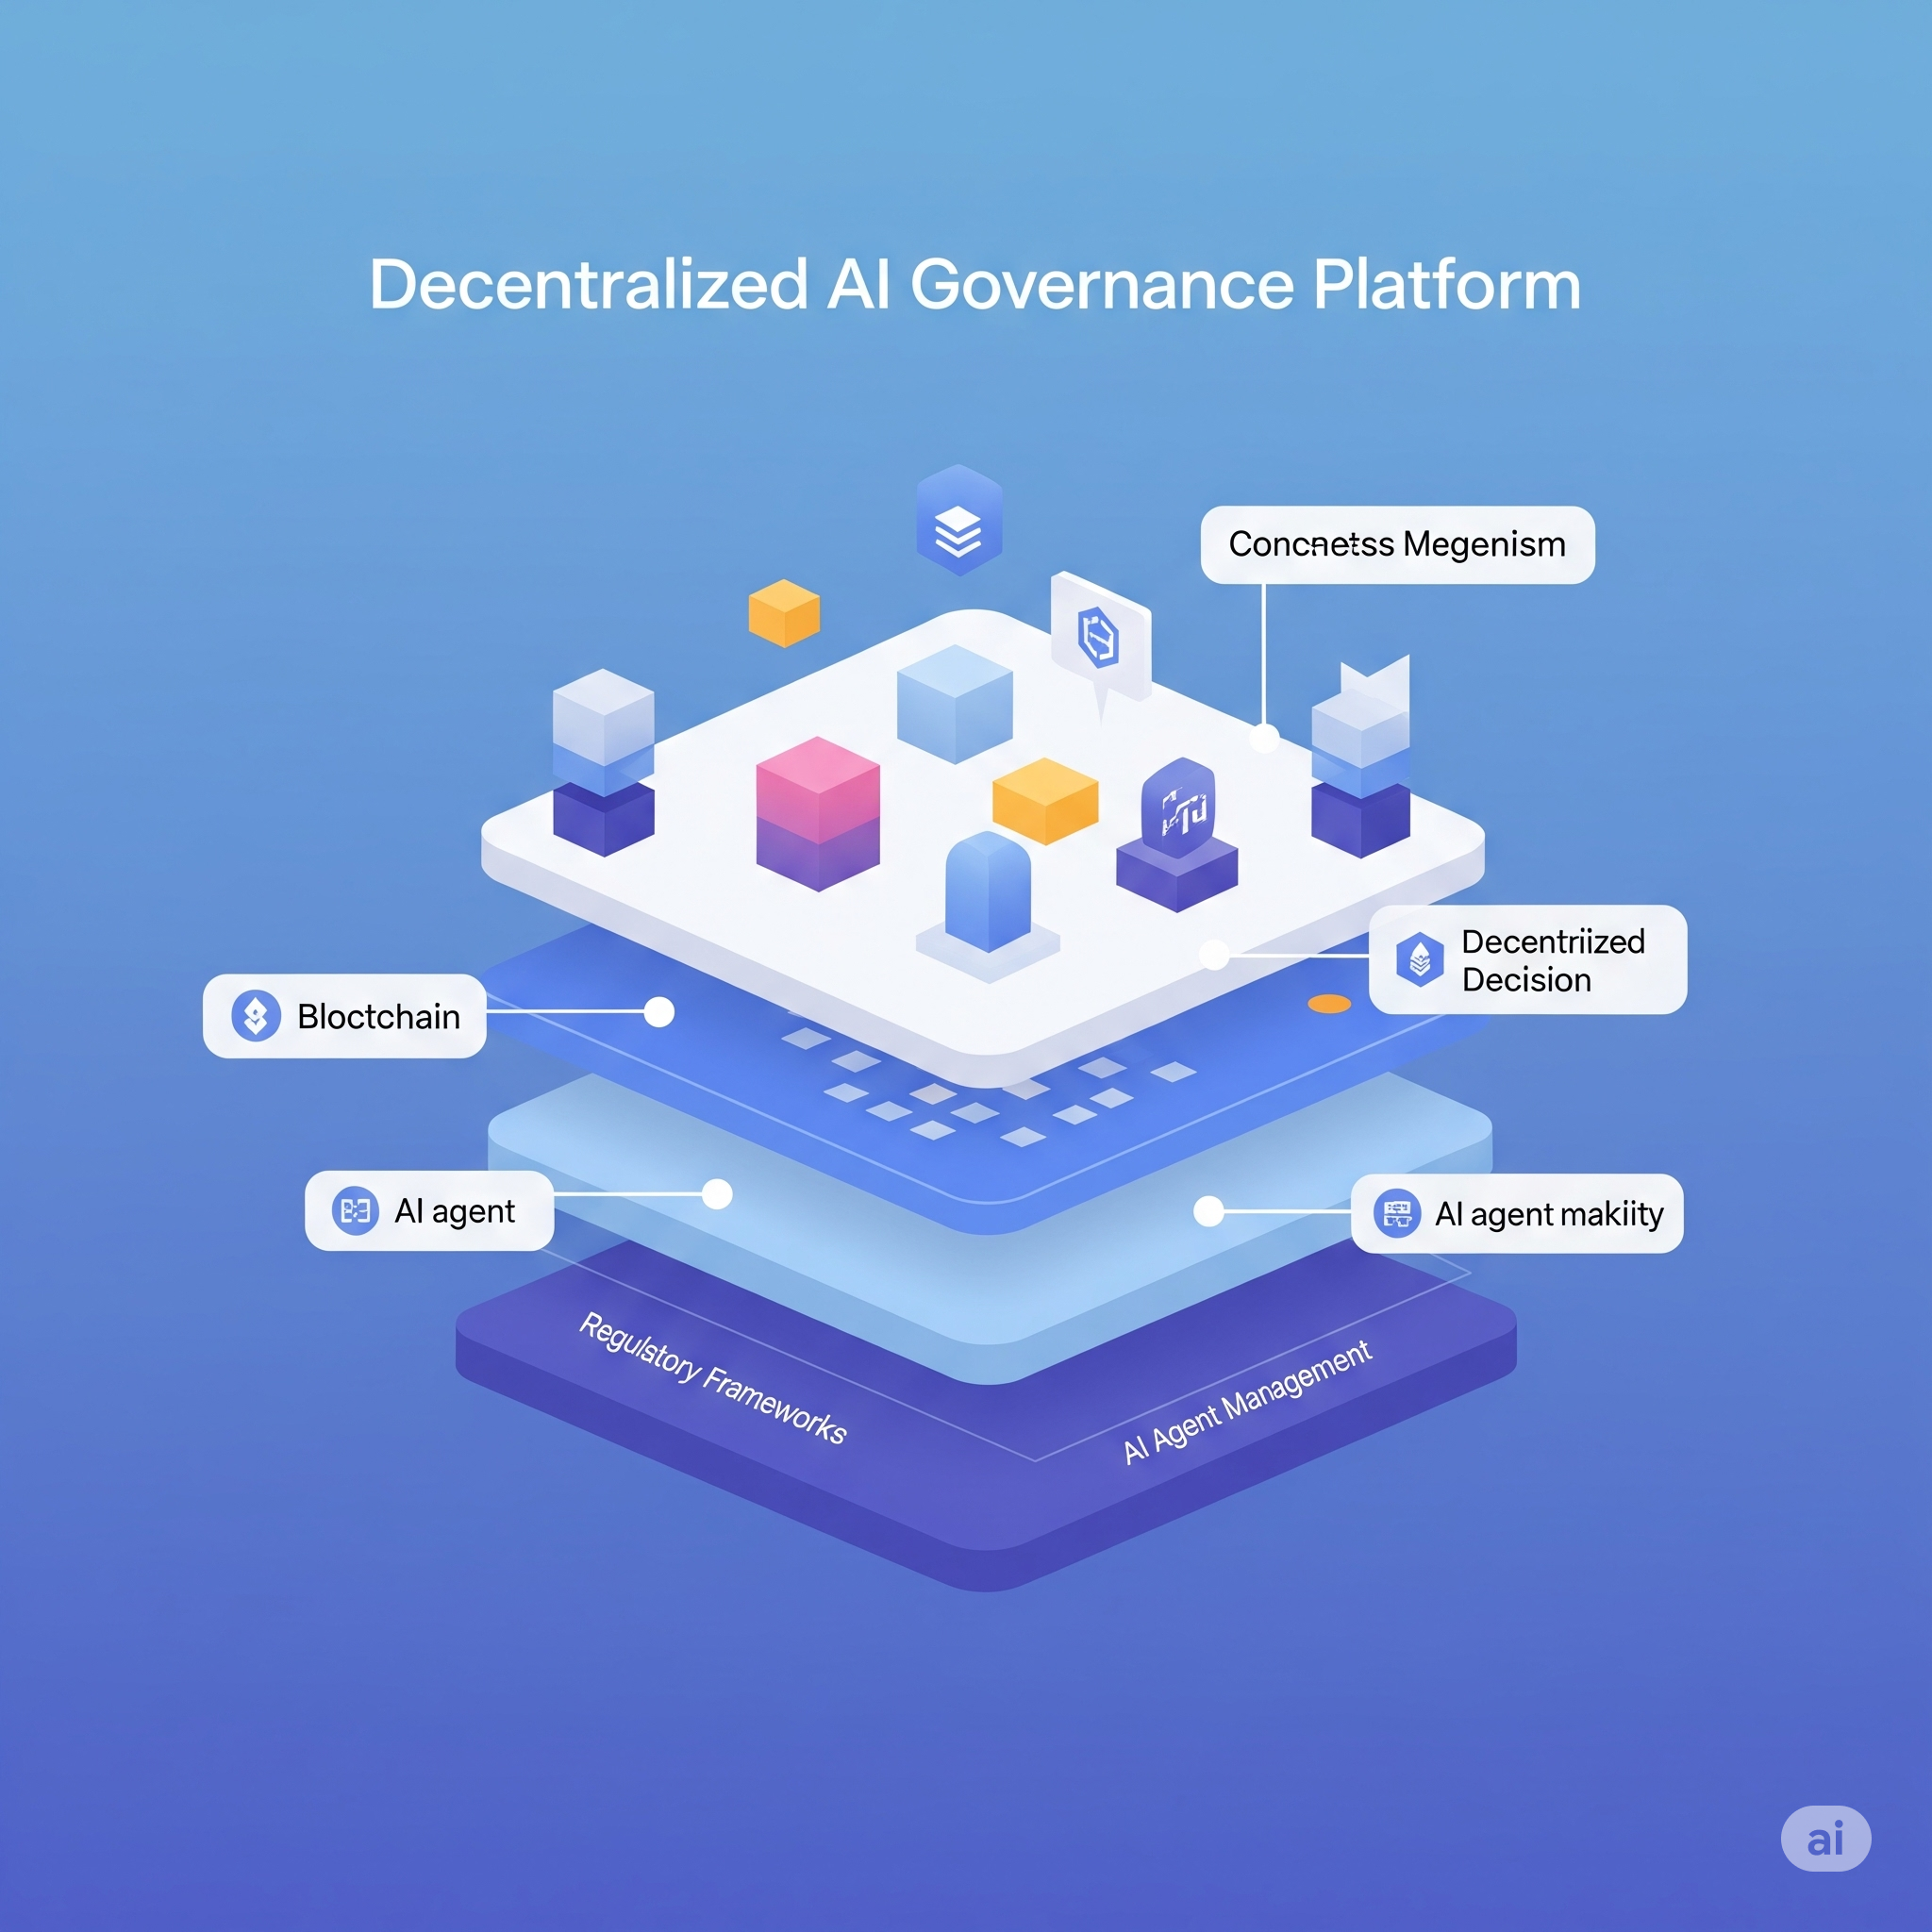 Decentralized AI Governance Platform
Concnetss Megenism
Decentriized
Decision
Bloctchain
AI agent
AI agent makiity
Regulstory Frameworks
AI Agent Management
ai